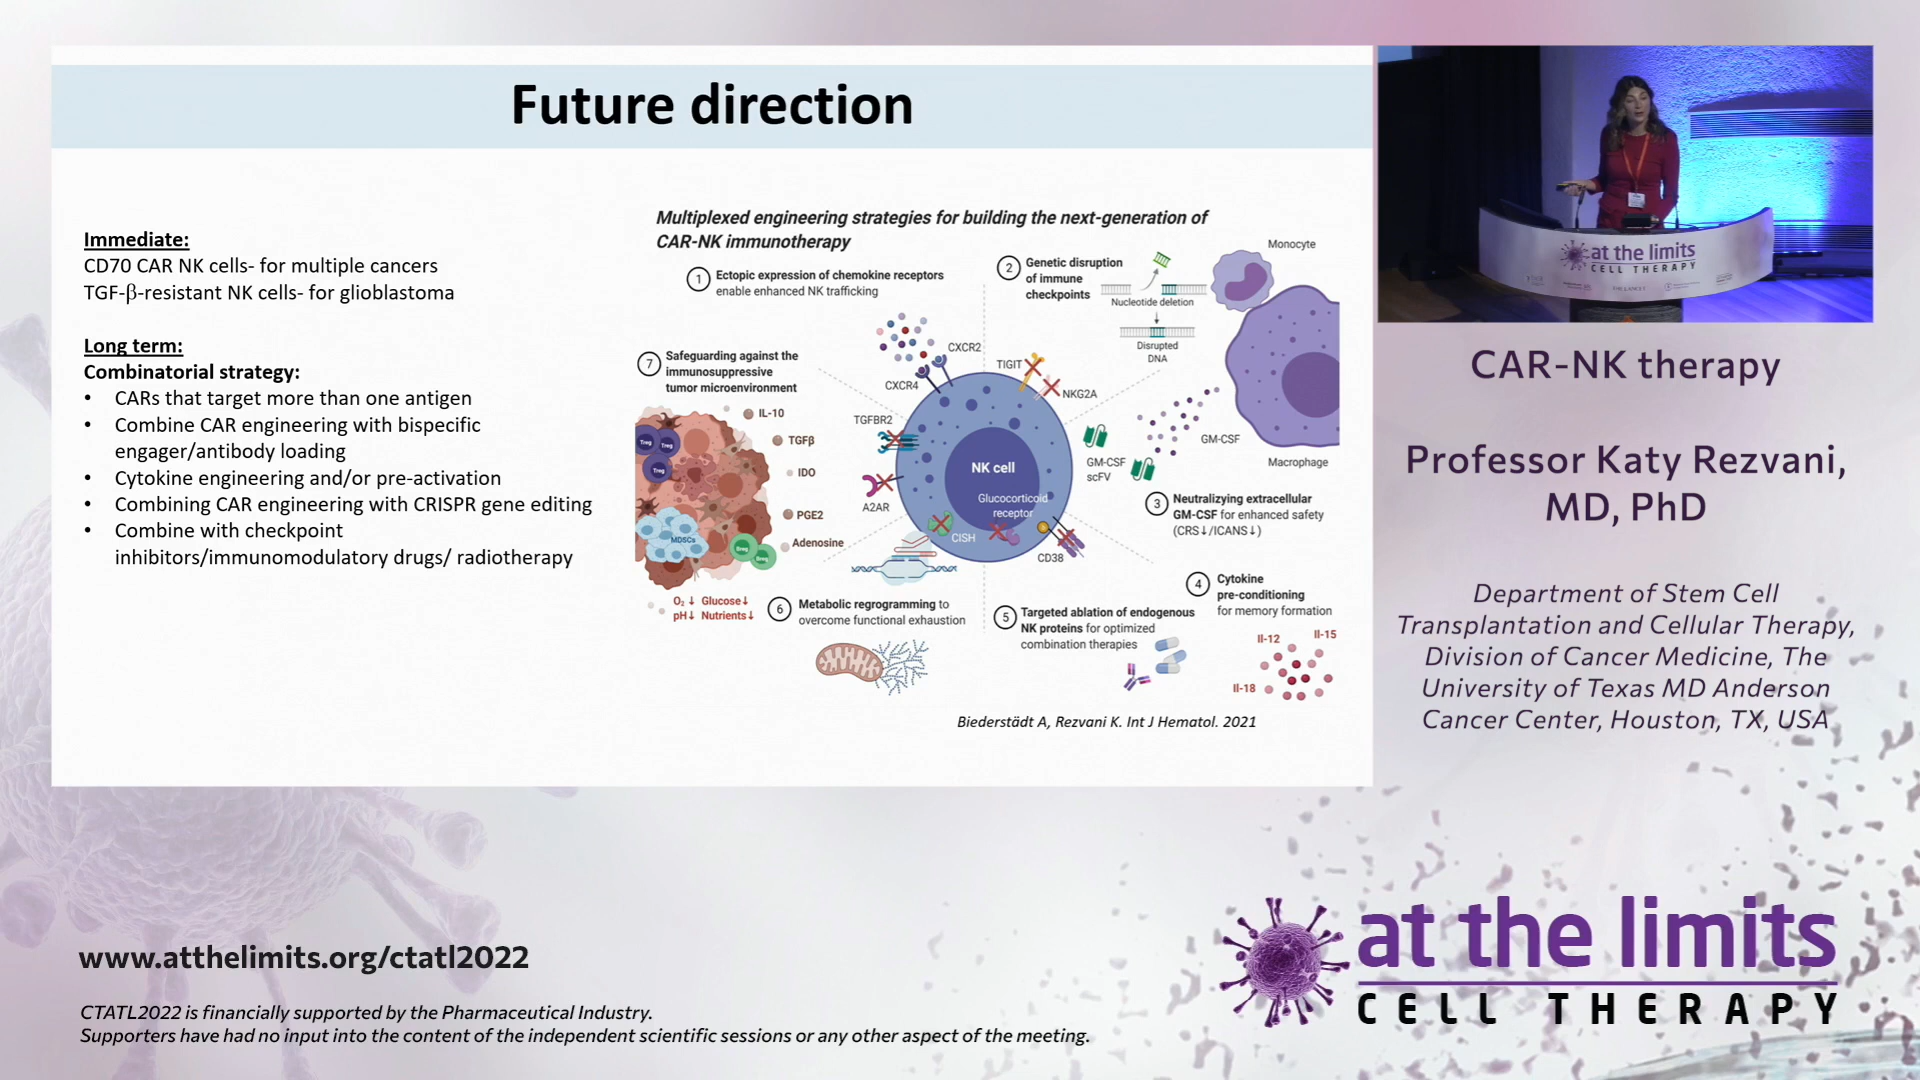 Future direction
Immediate:
CD70 CAR NK cells- for multiple cancers
TGF-β-resistant NK cells- for glioblastoma
Long term:
Combinatorial strategy:
• CARs that target more than one antigen
• Combine CAR engineering with bispecific
engager/antibody loading
• Cytokine engineering and/or pre-activation
• Combining CAR engineering with CRISPR gene editing
• Combine with checkpoint
inhibitors/immunomodulatory drugs/ radiotherapy
Multiplexed engineering strategies for building the next-generation of
CAR-NK immunotherapy
1 Ectopic expression of chemokine receptors
enable enhanced NK trafficking
2 Genetic disruption
of immune
checkpoints
Nucleotide deletion
Disrupted
DNA
Monocyte
Macrophage
GM-CSF
GM-CSF
scFV
CXCR2
CXCR4
TIGIT
NKG2A
7 Safeguarding against the
immunosuppressive
tumor microenvironment
Treg
Treg
Treg
MDSCs
Breg
Breg
IL-10
TGFβ
IDO
PGE2
Adenosine
O2↓ Glucose↓
pH↓ Nutrients↓
TGFBR2
A2AR
NK cell
Glucocorticoid
receptor
CISH
CD38
3 Neutralizying extracellular
GM-CSF for enhanced safety
(CRS↓/ICANS↓)
4 Cytokine
pre-conditioning
for memory formation
Il-12
Il-15
Il-18
5 Targeted ablation of endogenous
NK proteins for optimized
combination therapies
6 Metabolic regrogramming to
overcome functional exhaustion
Biederstädt A, Rezvani K. Int J Hematol. 2021
at the limits
CELL THERAPY
CAR-NK therapy
Professor Katy Rezvani,
MD, PhD
Department of Stem Cell
Transplantation and Cellular Therapy,
Division of Cancer Medicine, The
University of Texas MD Anderson
Cancer Center, Houston, TX, USA
www.atthelimits.org/ctatl2022
CTATL2022 is financially supported by the Pharmaceutical Industry.
Supporters have had no input into the content of the independent scientific sessions or any other aspect of the meeting.
at the limits
CELL THERAPY